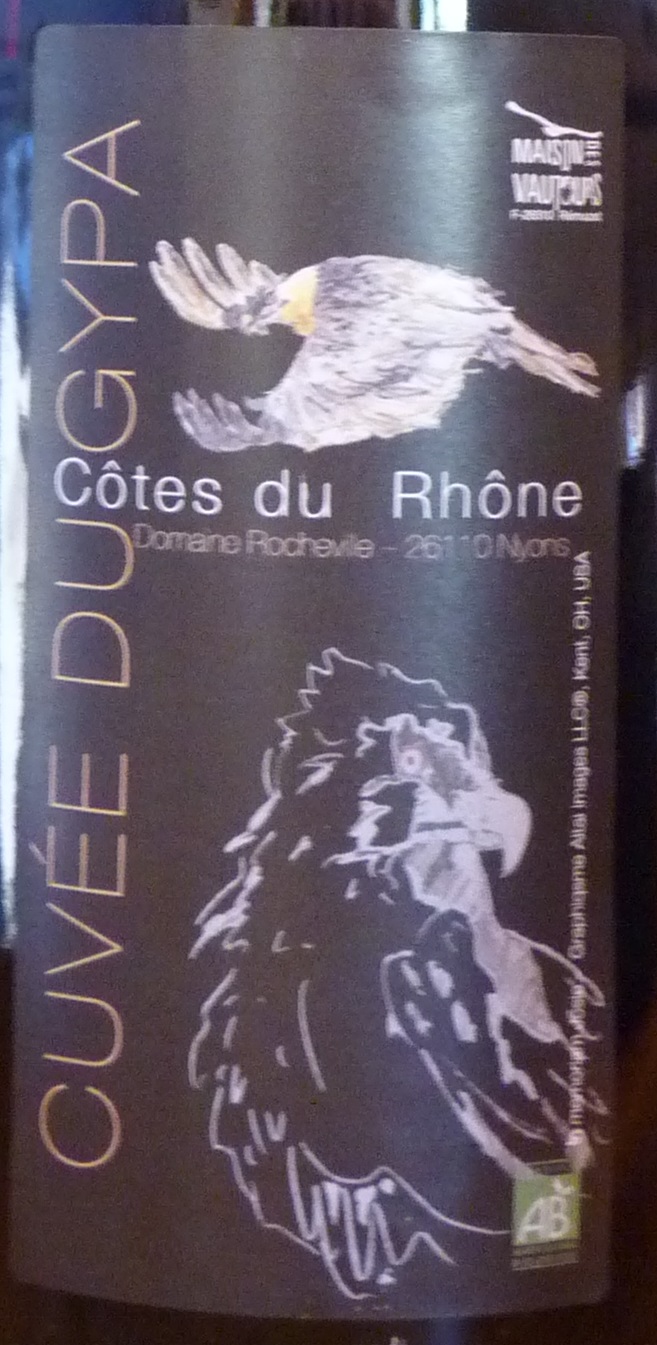 MAISON DES
VAUTOURS
CUVÉE DU GYPA
Côtes du Rhône
Domaine Rocheville - 26110 Nyons
Graphisme Altai Images LLC®, Kent, OH, USA
AB